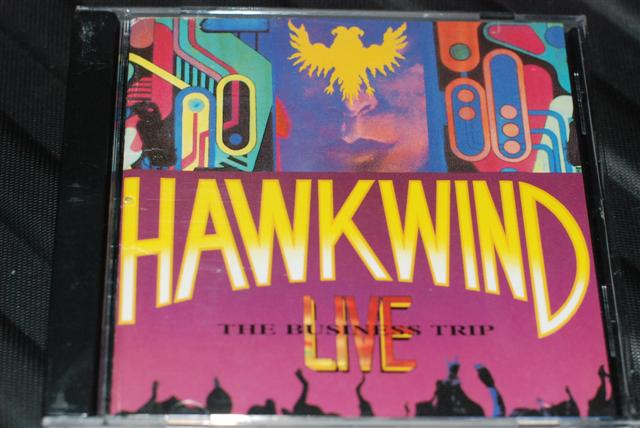 HAWKWIND
LIVE
THE BUSINESS TRIP